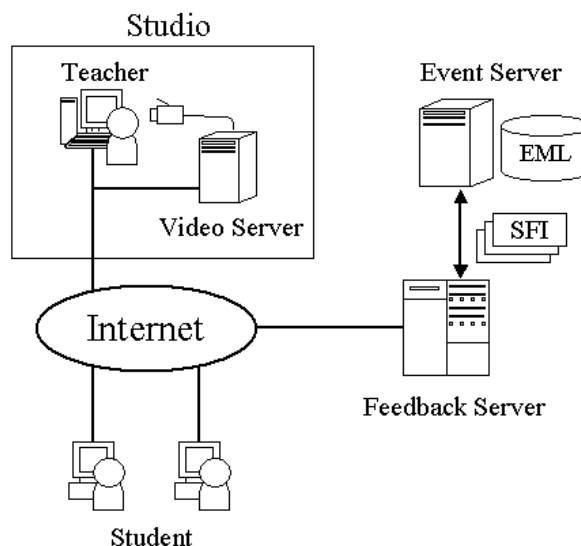 Studio
Teacher
Event Server
EML
Video Server
SFI
Internet
Feedback Server
Student